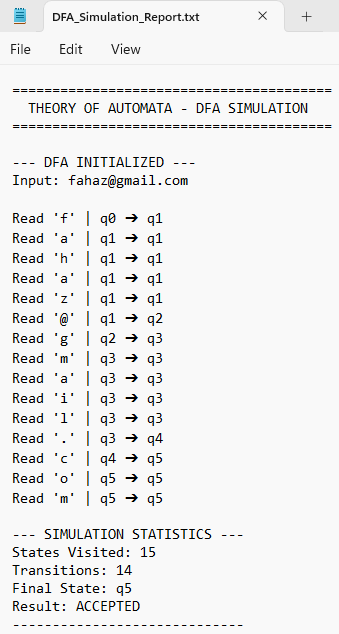 DFA_Simulation_Report.txt
File Edit View
========================================
THEORY OF AUTOMATA - DFA SIMULATION
========================================
--- DFA INITIALIZED ---
Input: fahaz@gmail.com
Read 'f' | q0 ➔ q1
Read 'a' | q1 ➔ q1
Read 'h' | q1 ➔ q1
Read 'a' | q1 ➔ q1
Read 'z' | q1 ➔ q1
Read '@' | q1 ➔ q2
Read 'g' | q2 ➔ q3
Read 'm' | q3 ➔ q3
Read 'a' | q3 ➔ q3
Read 'i' | q3 ➔ q3
Read 'l' | q3 ➔ q3
Read '.' | q3 ➔ q4
Read 'c' | q4 ➔ q5
Read 'o' | q5 ➔ q5
Read 'm' | q5 ➔ q5
--- SIMULATION STATISTICS ---
States Visited: 15
Transitions: 14
Final State: q5
Result: ACCEPTED
-----------------------------